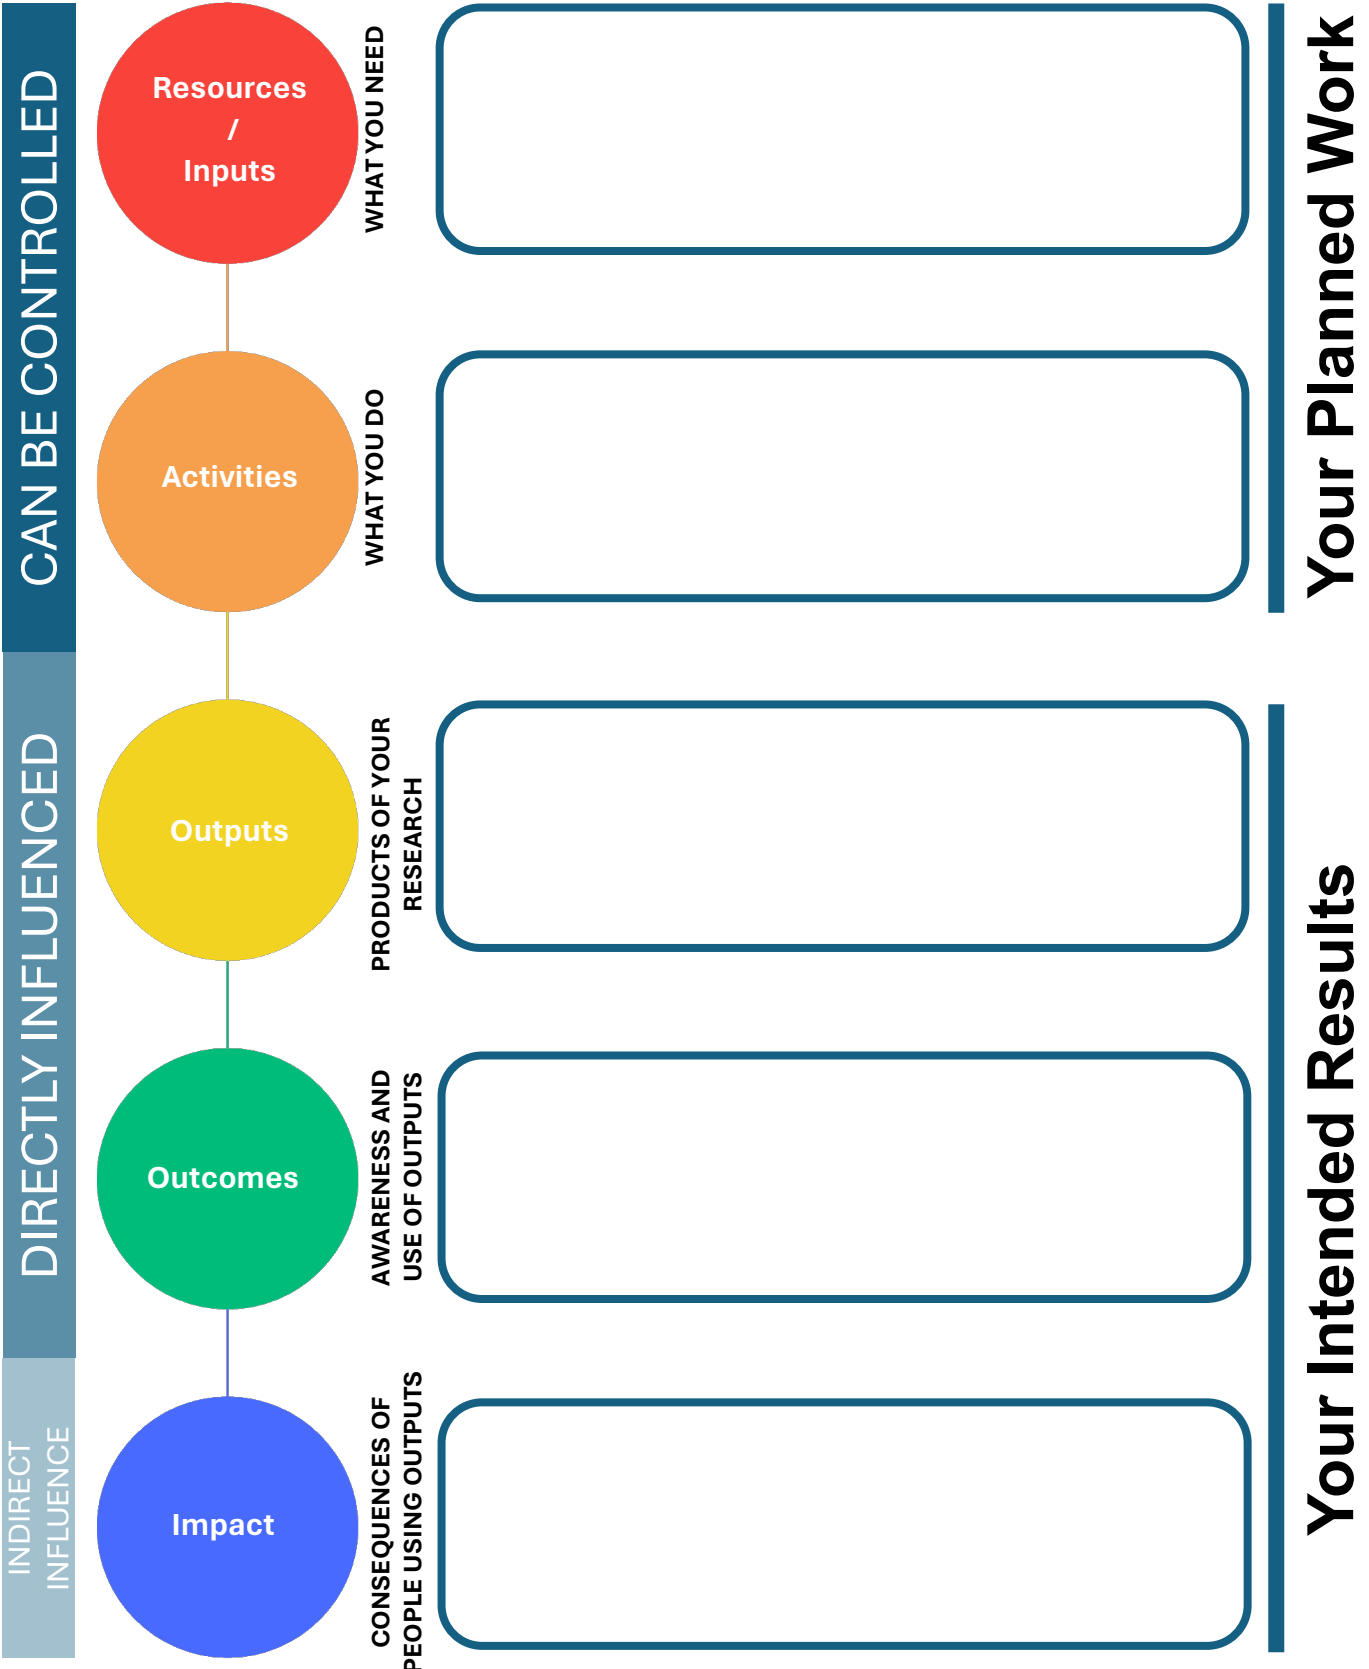 CAN BE CONTROLLED
Resources
/
Inputs
WHAT YOU NEED
Activities
WHAT YOU DO
Your Planned Work
DIRECTLY INFLUENCED
Outputs
PRODUCTS OF YOUR
RESEARCH
Outcomes
AWARENESS AND
USE OF OUTPUTS
INDIRECT
INFLUENCE
Impact
CONSEQUENCES OF
PEOPLE USING OUTPUTS
Your Intended Results